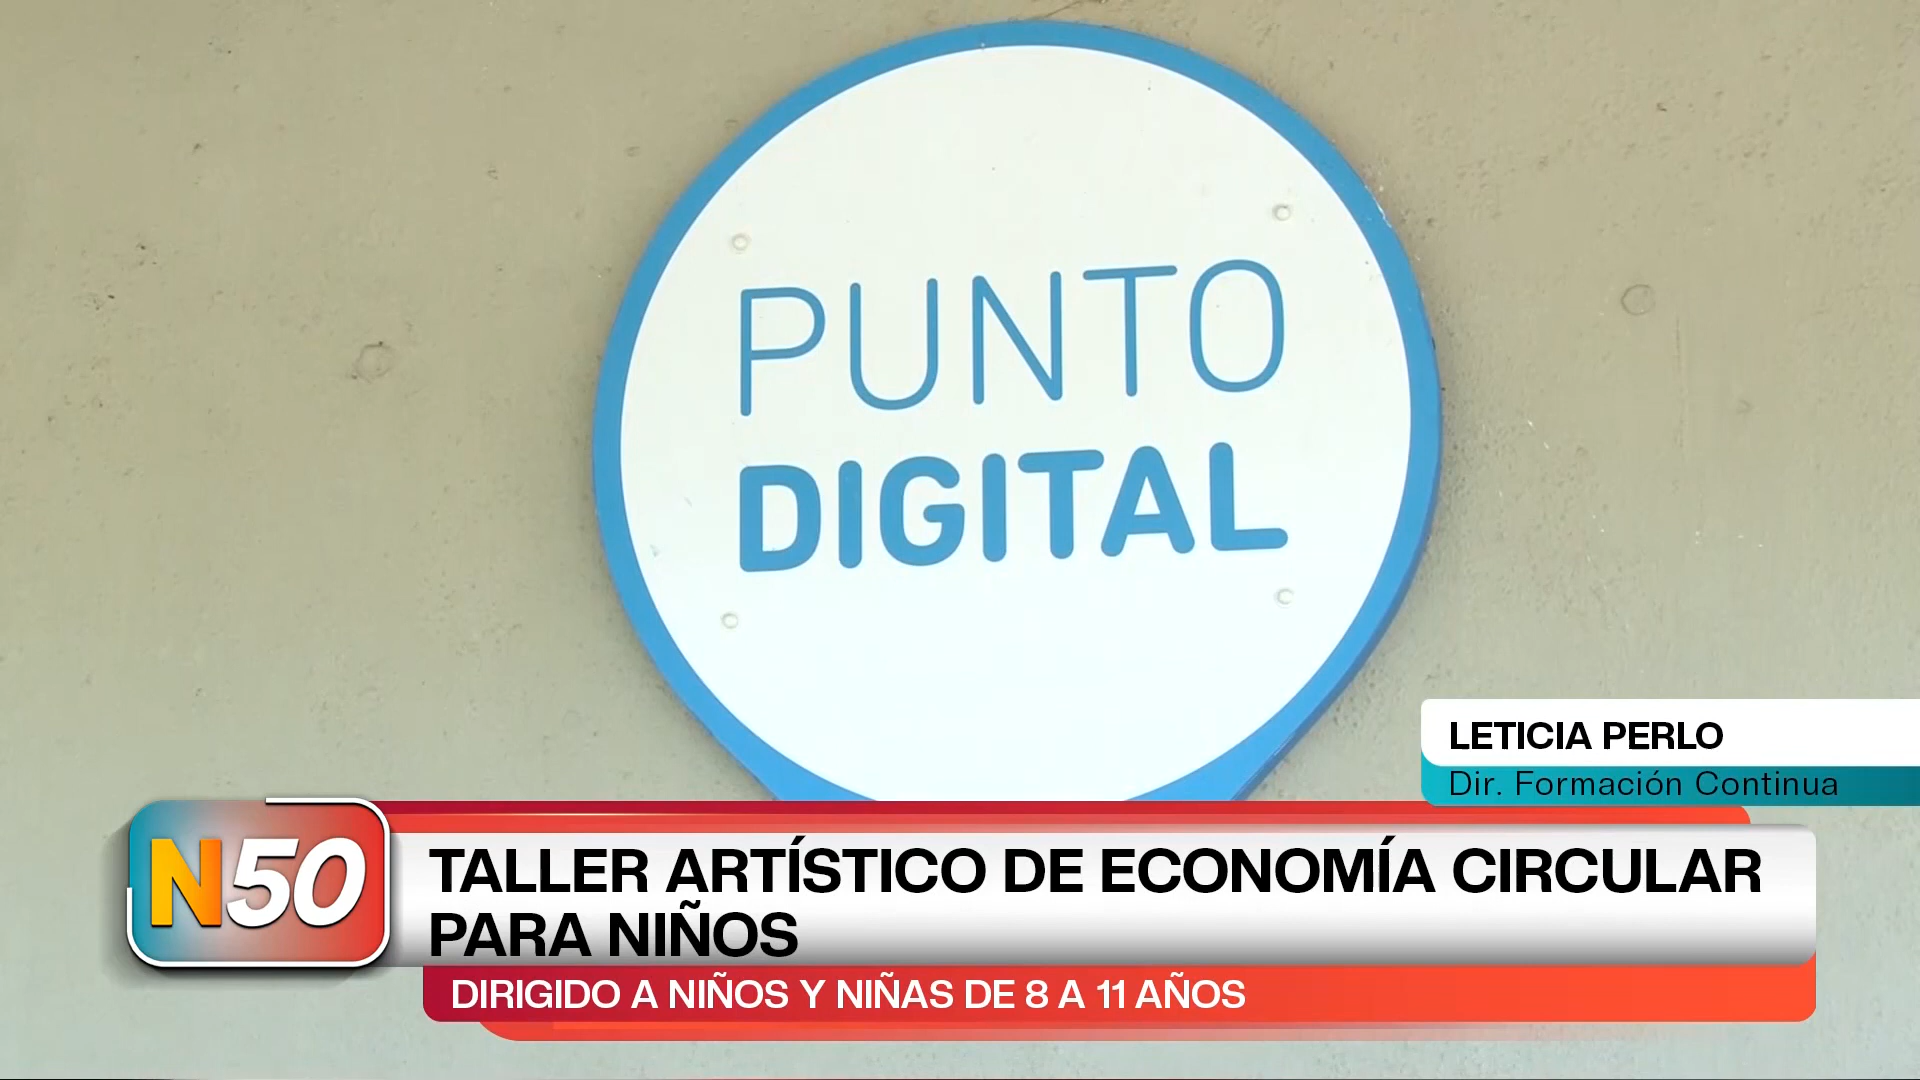 PUNTO
DIGITAL
LETICIA PERLO
Dir. Formación Continua
N50
TALLER ARTÍSTICO DE ECONOMÍA CIRCULAR
PARA NIÑOS
DIRIGIDO A NIÑOS Y NIÑAS DE 8 A 11 AÑOS